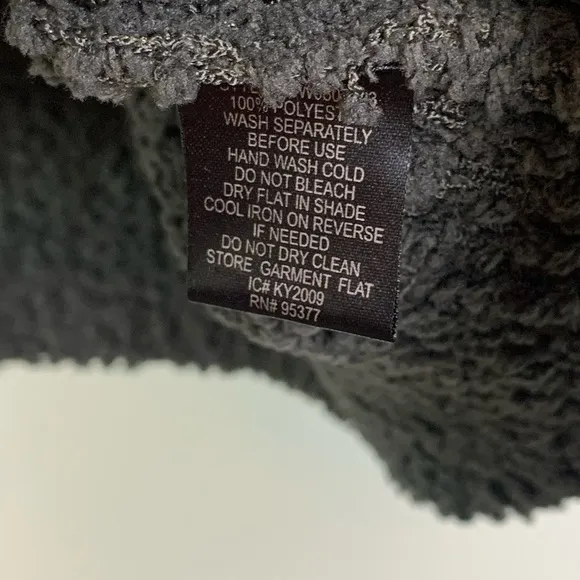 100% POLYEST
WASH SEPARATELY
BEFORE USE
HAND WASH COLD
DO NOT BLEACH
DRY FLAT IN SHADE
COOL IRON ON REVERSE
IF NEEDED
DO NOT DRY CLEAN
STORE GARMENT FLAT
IC# KY2009
RN# 95377